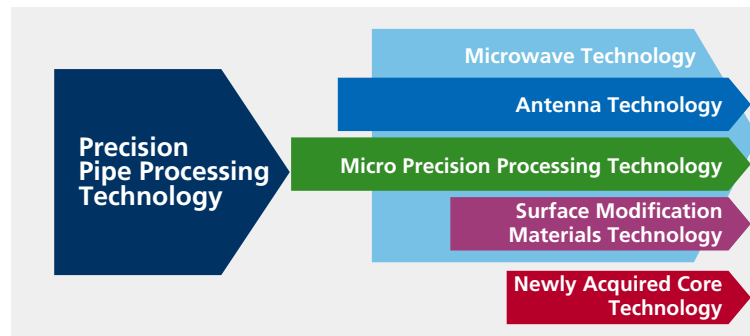 Precision
Pipe Processing
Technology
Microwave Technology
Antenna Technology
Micro Precision Processing Technology
Surface Modification
Materials Technology
Newly Acquired Core
Technology